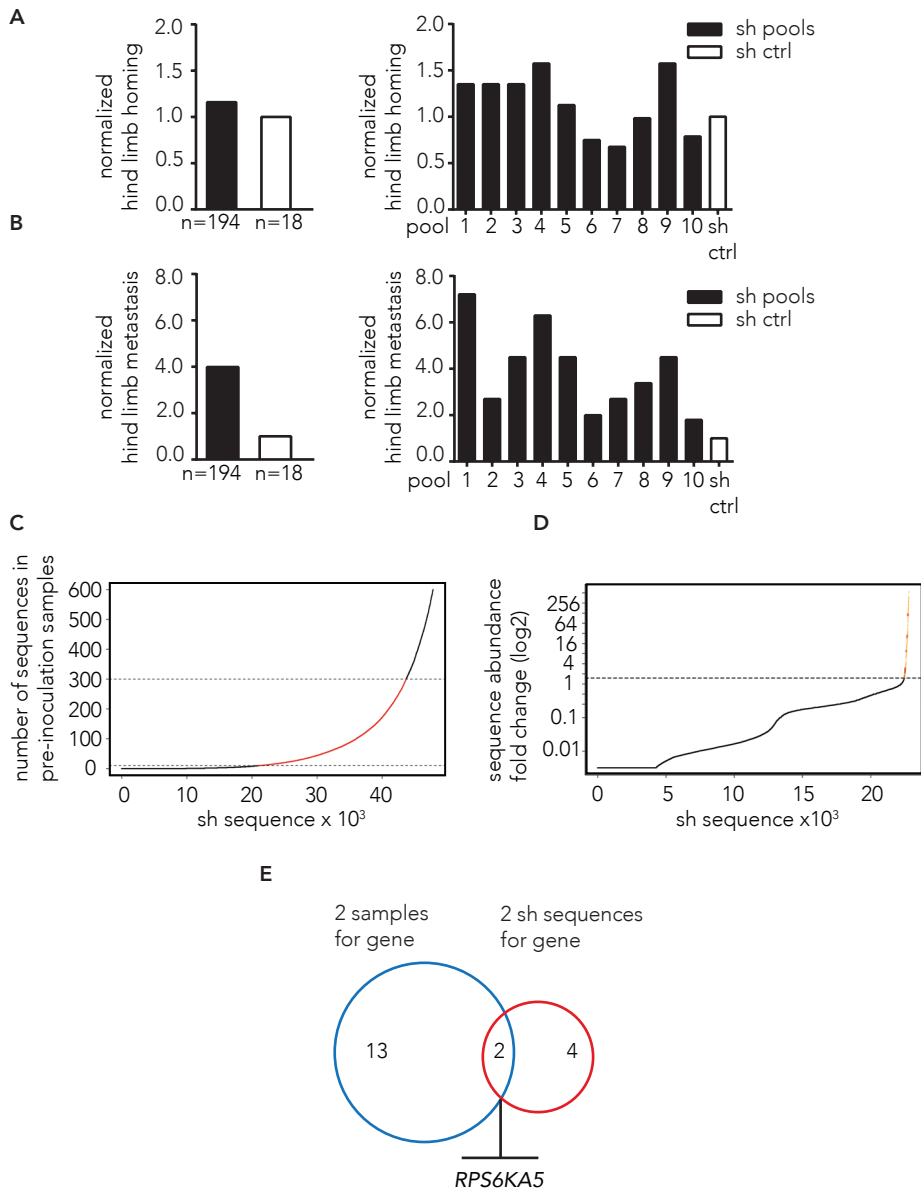 A
normalized
hind limb homing
2.0
1.5
1.0
0.5
0.0
n=194 n=18
normalized
hind limb homing
2.0
1.5
1.0
0.5
0.0
sh pools
sh ctrl
pool 1 2 3 4 5 6 7 8 9 10 sh
ctrl
B
normalized
hind limb metastasis
8.0
6.0
4.0
2.0
0.0
n=194 n=18
normalized
hind limb metastasis
8.0
6.0
4.0
2.0
0.0
sh pools
sh ctrl
pool 1 2 3 4 5 6 7 8 9 10 sh
ctrl
C
number of sequences in
pre-inoculation samples
600
500
400
300
200
100
0
0 10 20 30 40
sh sequence x 10³
D
sequence abundance
fold change (log2)
256
64
16
4
1
0.1
0.01
0 5 10 15 20
sh sequence x10³
E
2 samples
for gene
2 sh sequences
for gene
13 2 4
RPS6KA5